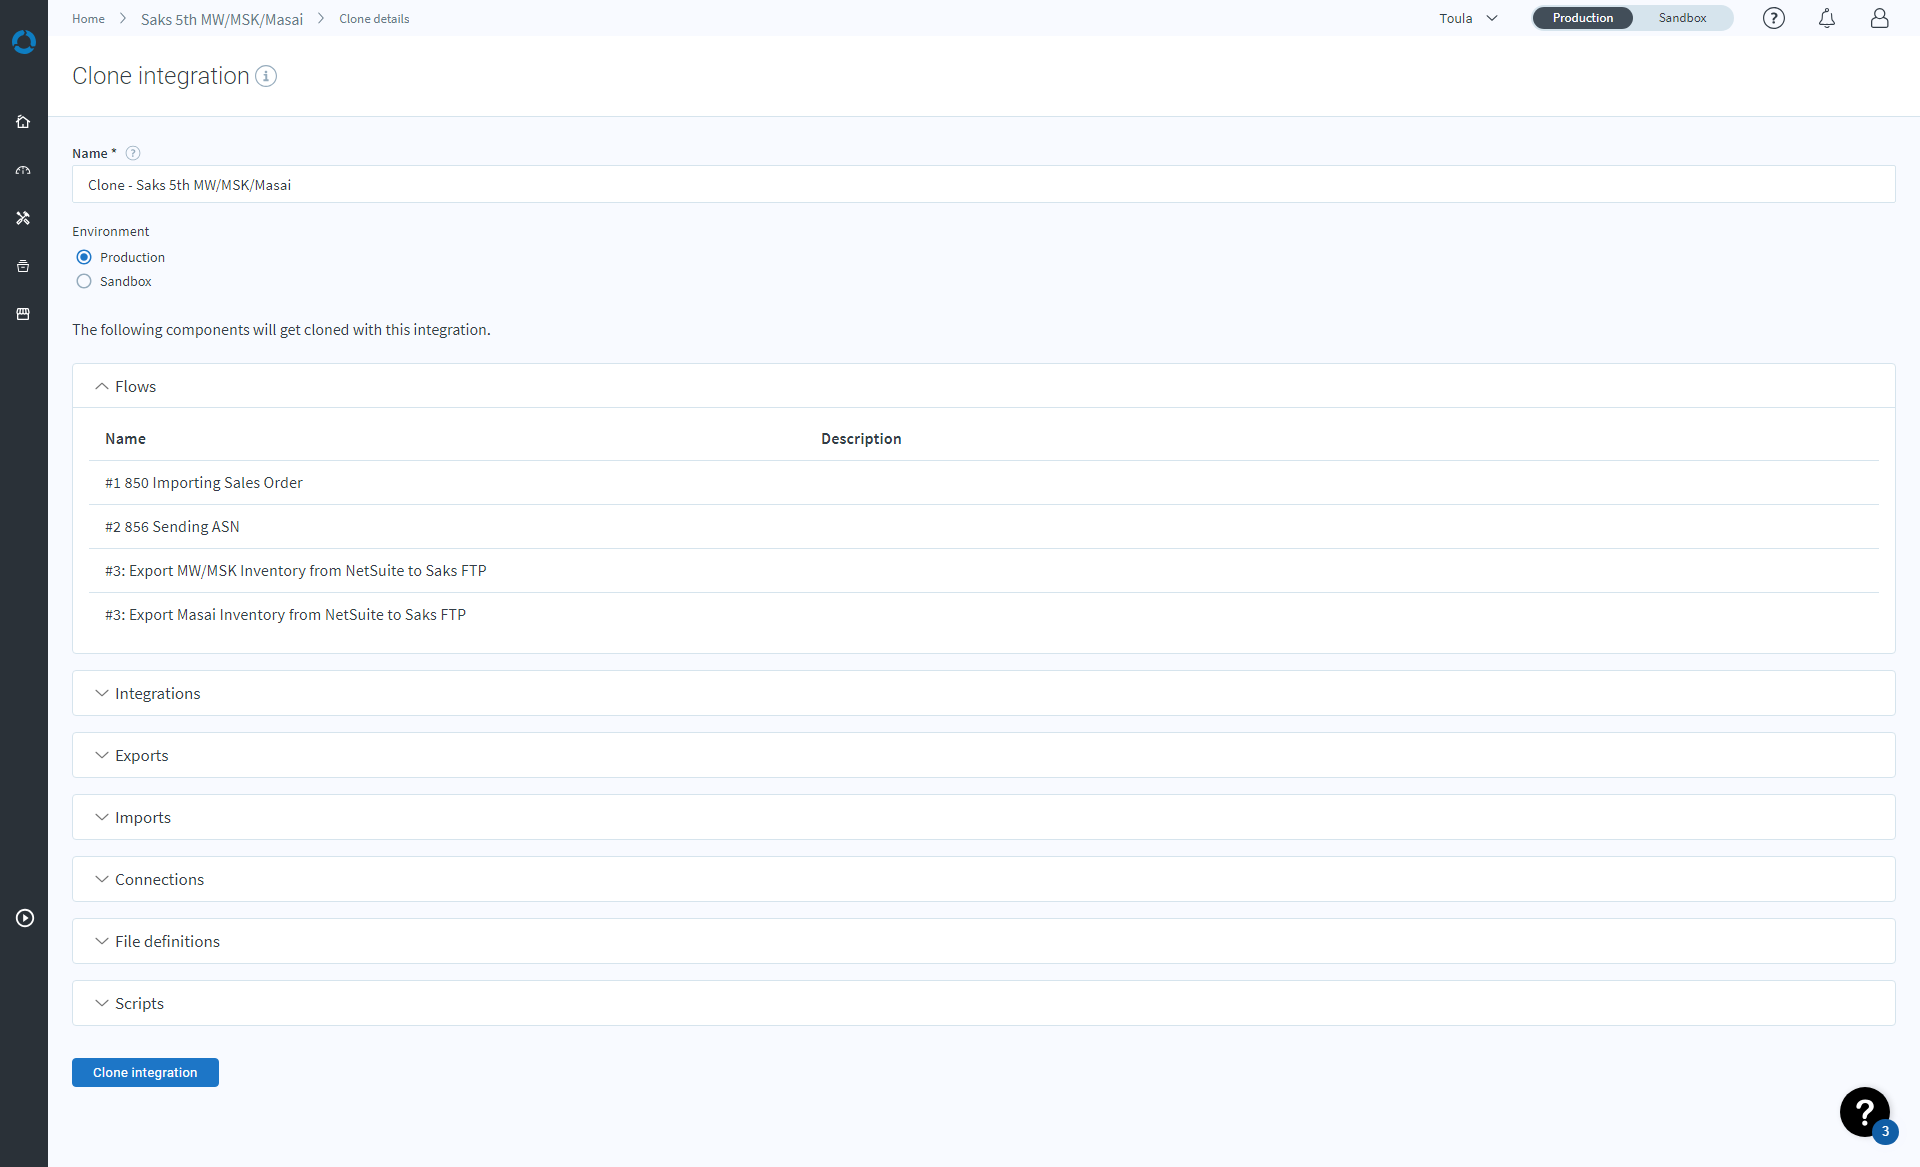 Home
Saks 5th MW/MSK/Masai
Clone details
Toula
Production
Sandbox
?
Clone integration
Name *
?
Clone - Saks 5th MW/MSK/Masai
Environment
Production
Sandbox
The following components will get cloned with this integration.
Flows
Name
Description
#1 850 Importing Sales Order
#2 856 Sending ASN
#3: Export MW/MSK Inventory from NetSuite to Saks FTP
#3: Export Masai Inventory from NetSuite to Saks FTP
Integrations
Exports
Imports
Connections
File definitions
Scripts
Clone integration
?
3